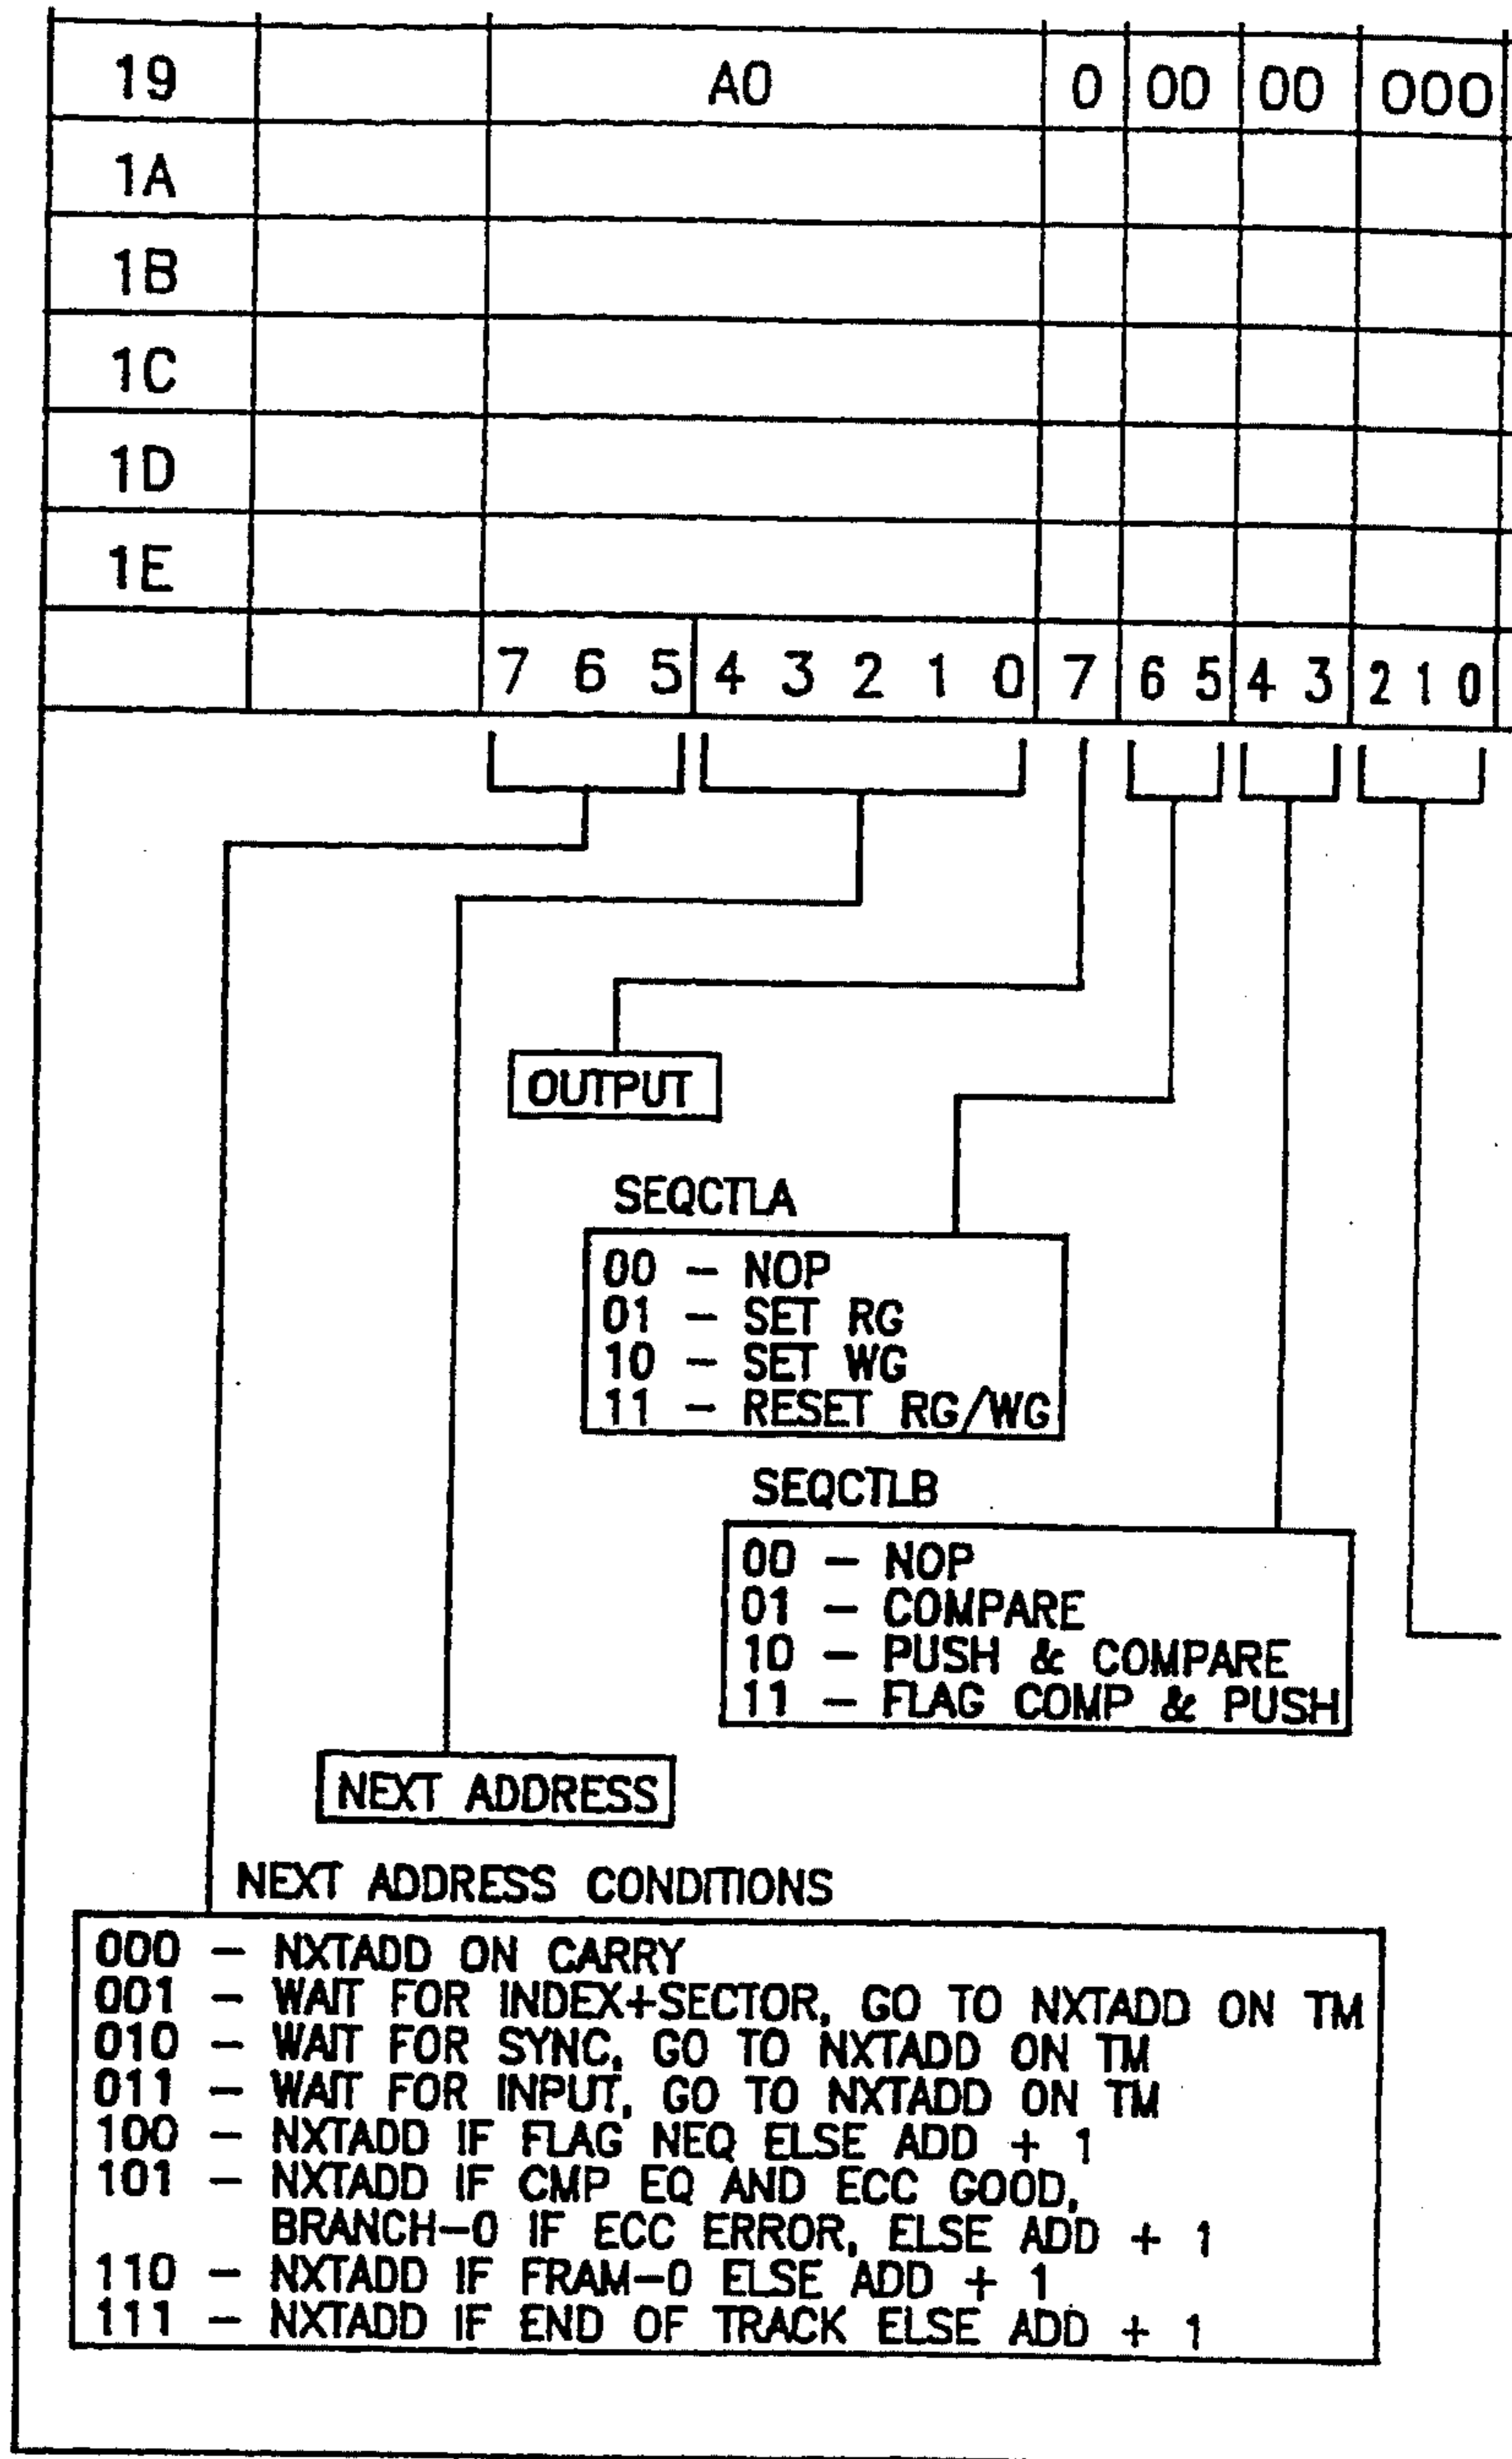 19 A0 0 00 00 000
1A
1B
1C
1D
1E
7 6 5 4 3 2 1 0 7 6 5 4 3 2 1 0
OUTPUT
SEQCTLA
00 – NOP
01 – SET RG
10 – SET WG
11 – RESET RG/WG
SEQCTLB
00 – NOP
01 – COMPARE
10 – PUSH & COMPARE
11 – FLAG COMP & PUSH
NEXT ADDRESS
NEXT ADDRESS CONDITIONS
000 – NXTADD ON CARRY
001 – WAIT FOR INDEX+SECTOR, GO TO NXTADD ON TM
010 – WAIT FOR SYNC, GO TO NXTADD ON TM
011 – WAIT FOR INPUT, GO TO NXTADD ON TM
100 – NXTADD IF FLAG NEQ ELSE ADD + 1
101 – NXTADD IF CMP EQ AND ECC GOOD,
BRANCH-0 IF ECC ERROR, ELSE ADD + 1
110 – NXTADD IF FRAM-0 ELSE ADD + 1
111 – NXTADD IF END OF TRACK ELSE ADD + 1